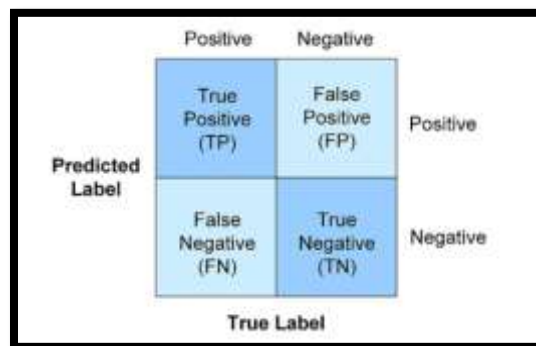 Positive Negative
True
Positive
(TP)
False
Positive
(FP)
Positive
Predicted
Label
False
Negative
(FN)
True
Negative
(TN)
Negative
True Label